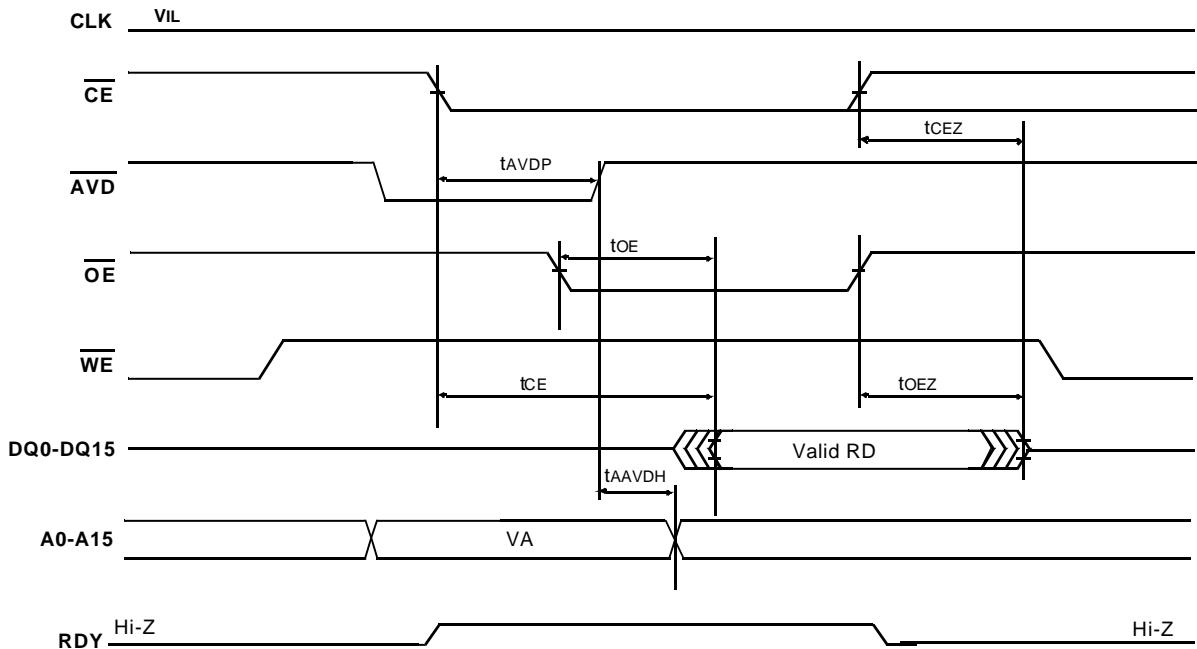 CLK VIL
CE
tCEZ
AVD tAVDP
OE tOE
WE
tCE tOEZ
DQ0-DQ15 Valid RD
tAAVDH
A0-A15 VA
RDY Hi-Z Hi-Z